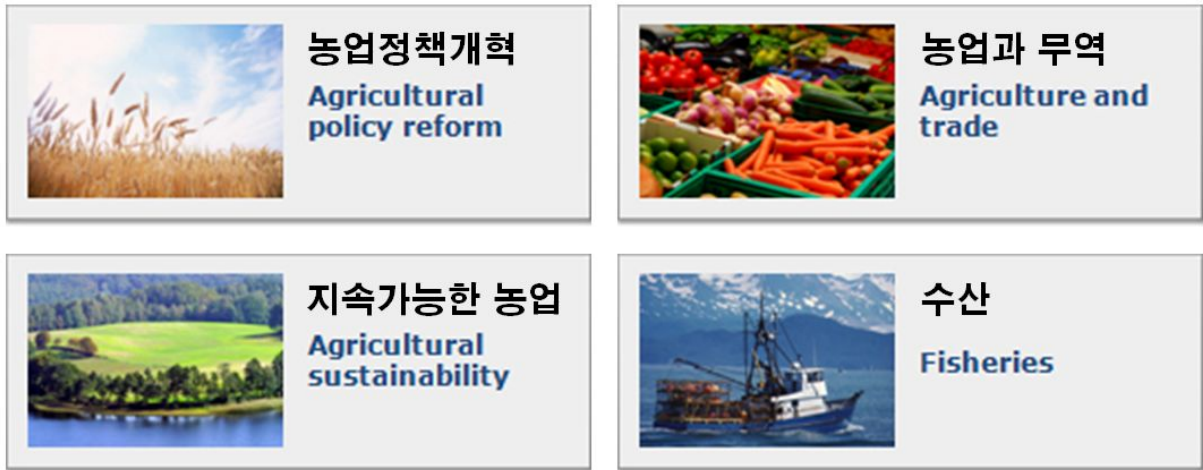 농업정책개혁
Agricultural
policy reform
농업과 무역
Agriculture and
trade
지속가능한 농업
Agricultural
sustainability
수산
Fisheries